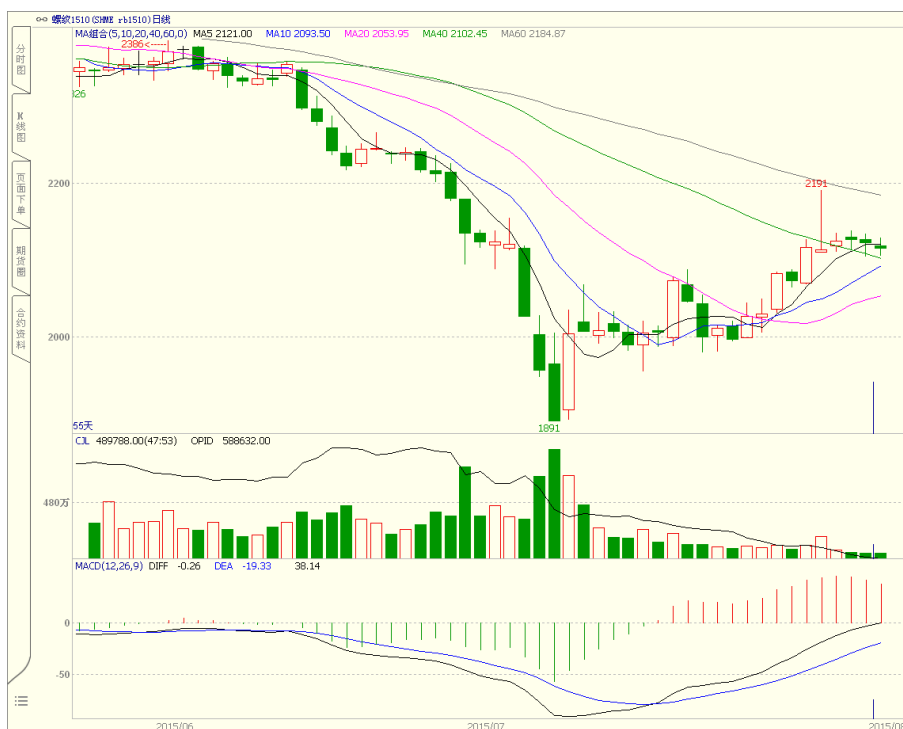 螺纹1510(SHME rb1510)日线
MA组合(5,10,20,40,60,0) MA5 2121.00 MA10 2093.50 MA20 2053.95 MA40 2102.45 MA60 2184.87
2386<-----
分时图
K线图
页面下单
期货圈
合约资料
2200
2191
2000
1891
55天
CJL 489788.00(47:53) OPID 588632.00
480万
MACD(12,26,9) DIFF -0.26 DEA -19.33 38.14
0
-50
2015/06
2015/07